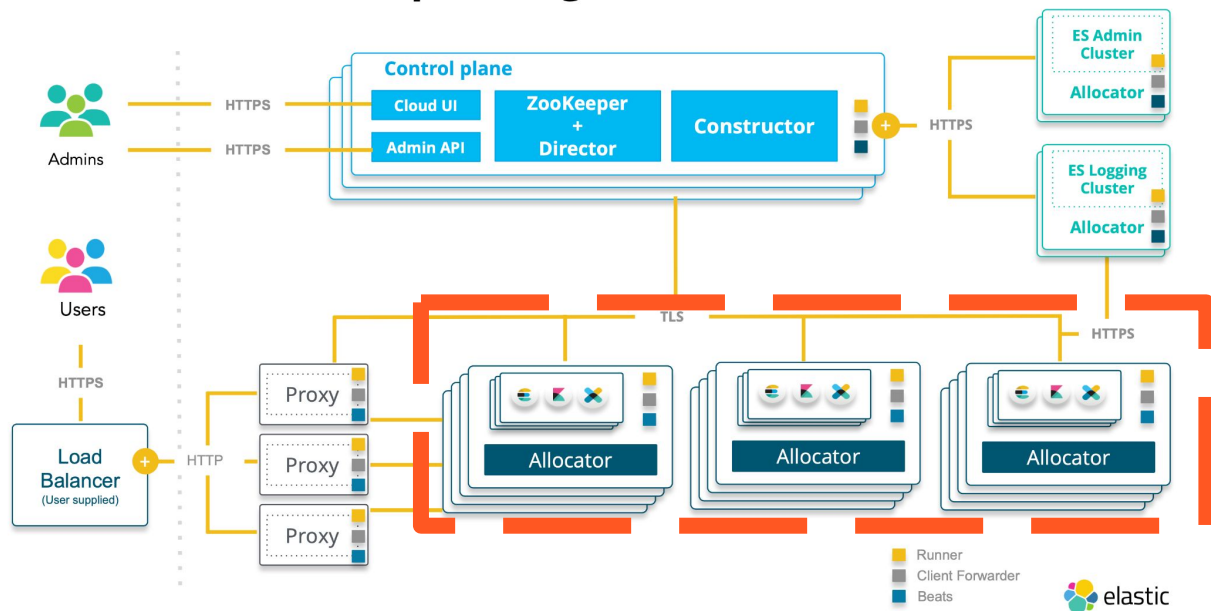 Control plane
Cloud UI
Admin API
ZooKeeper
+
Director
Constructor
+
HTTPS
HTTPS
HTTPS
Admins
ES Admin
Cluster
Allocator
ES Logging
Cluster
Allocator
Users
HTTPS
TLS
HTTPS
Load
Balancer
(User supplied)
+
HTTP
Proxy
Proxy
Proxy
Allocator
Allocator
Allocator
Runner
Client Forwarder
Beats
elastic